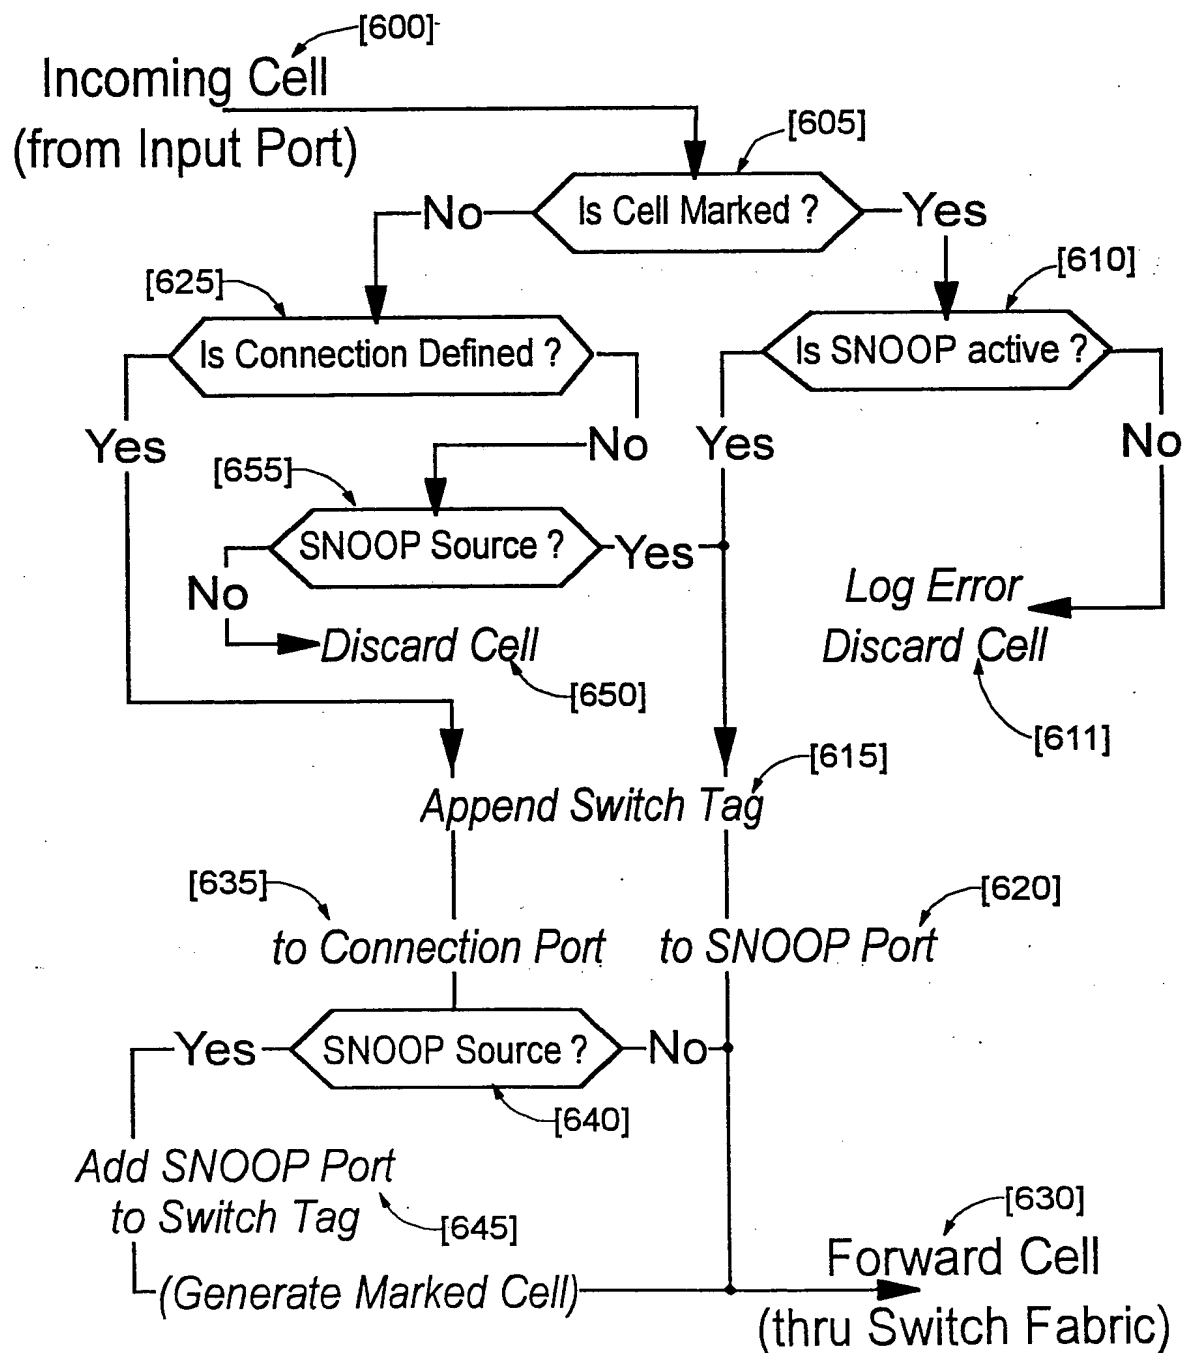 [600]
Incoming Cell
(from Input Port)
[605]
Is Cell Marked ?
No
Yes
[625]
[610]
Is Connection Defined ?
Is SNOOP active ?
Yes
No
Yes
No
[655]
SNOOP Source ?
Yes
No
Discard Cell
[650]
Log Error
Discard Cell
[611]
[615]
Append Switch Tag
[635]
[620]
to Connection Port
to SNOOP Port
Yes
SNOOP Source ?
No
[640]
Add SNOOP Port
to Switch Tag
[645]
(Generate Marked Cell)
[630]
Forward Cell
(thru Switch Fabric)